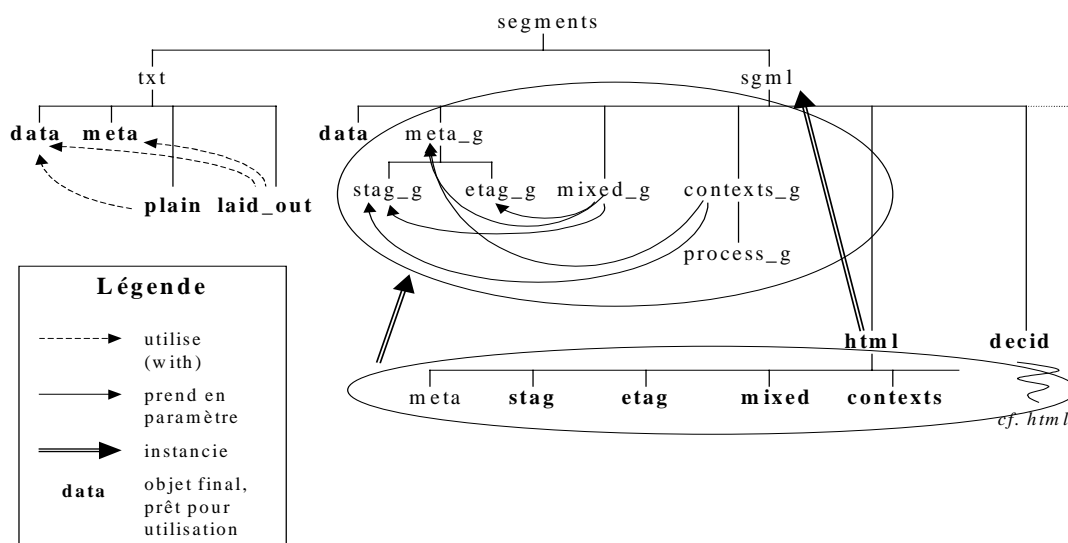 segments
txt
sgml
data meta
data meta_g
stag_g etag_g mixed_g contexts_g
plain laid_out
process_g
Légende
utilise
(with)
prend en
paramètre
instancie
data
objet final,
prêt pour
utilisation
html
decid
meta stag etag mixed contexts
cf. html